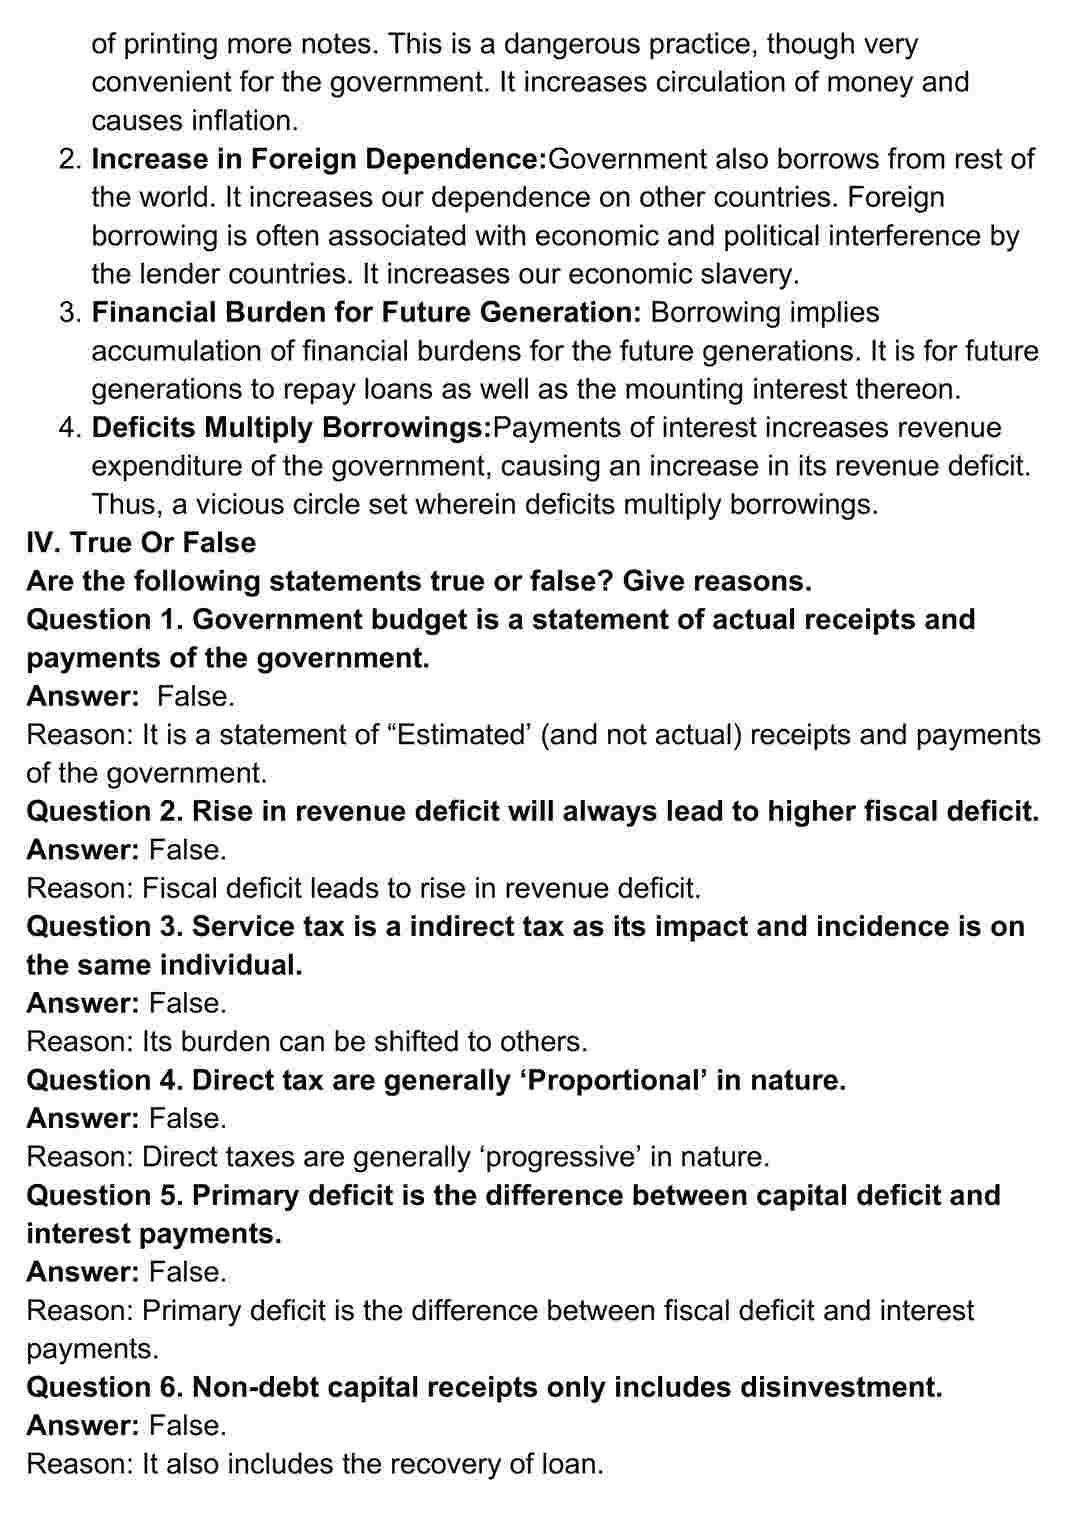 of printing more notes. This is a dangerous practice, though very
convenient for the government. It increases circulation of money and
causes inflation.
2. Increase in Foreign Dependence:Government also borrows from rest of
the world. It increases our dependence on other countries. Foreign
borrowing is often associated with economic and political interference by
the lender countries. It increases our economic slavery.
3. Financial Burden for Future Generation: Borrowing implies
accumulation of financial burdens for the future generations. It is for future
generations to repay loans as well as the mounting interest thereon.
4. Deficits Multiply Borrowings:Payments of interest increases revenue
expenditure of the government, causing an increase in its revenue deficit.
Thus, a vicious circle set wherein deficits multiply borrowings.
IV. True Or False
Are the following statements true or false? Give reasons.
Question 1. Government budget is a statement of actual receipts and
payments of the government.
Answer:  False.
Reason: It is a statement of “Estimated’ (and not actual) receipts and payments
of the government.
Question 2. Rise in revenue deficit will always lead to higher fiscal deficit.
Answer: False.
Reason: Fiscal deficit leads to rise in revenue deficit.
Question 3. Service tax is a indirect tax as its impact and incidence is on
the same individual.
Answer: False.
Reason: Its burden can be shifted to others.
Question 4. Direct tax are generally ‘Proportional’ in nature.
Answer: False.
Reason: Direct taxes are generally ‘progressive’ in nature.
Question 5. Primary deficit is the difference between capital deficit and
interest payments.
Answer: False.
Reason: Primary deficit is the difference between fiscal deficit and interest
payments.
Question 6. Non-debt capital receipts only includes disinvestment.
Answer: False.
Reason: It also includes the recovery of loan.